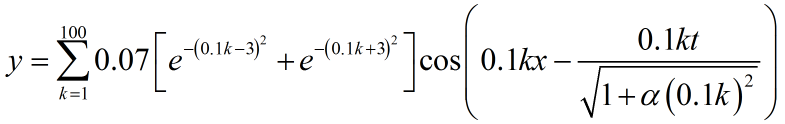 y = \sum_{k=1}^{100} 0.07 \left[ e^{-(0.1k-3)^2} + e^{-(0.1k+3)^2} \right] \cos \left( 0.1kx - \frac{0.1kt}{\sqrt{1+\alpha(0.1k)^2}} \right)